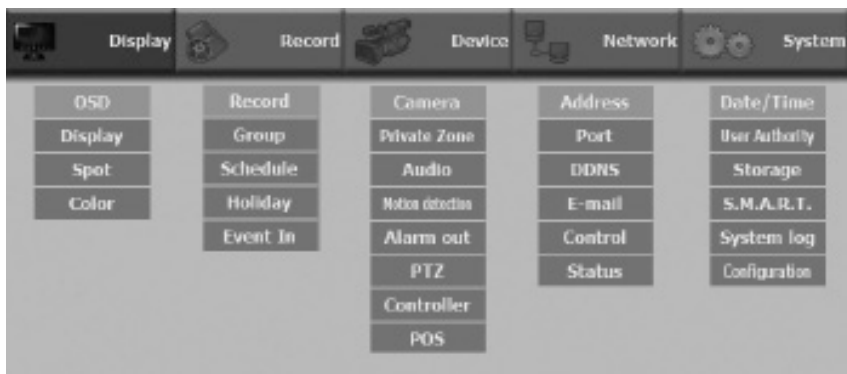 Display Record Device Network System
OSD Record Camera Address Date/Time
Display Group Private Zone Port User Authority
Spot Schedule Audio DDNS Storage
Color Holiday Motion detection E-mail S.M.A.R.T.
Event In Alarm out Control System log
PTZ Status Configuration
Controller
POS